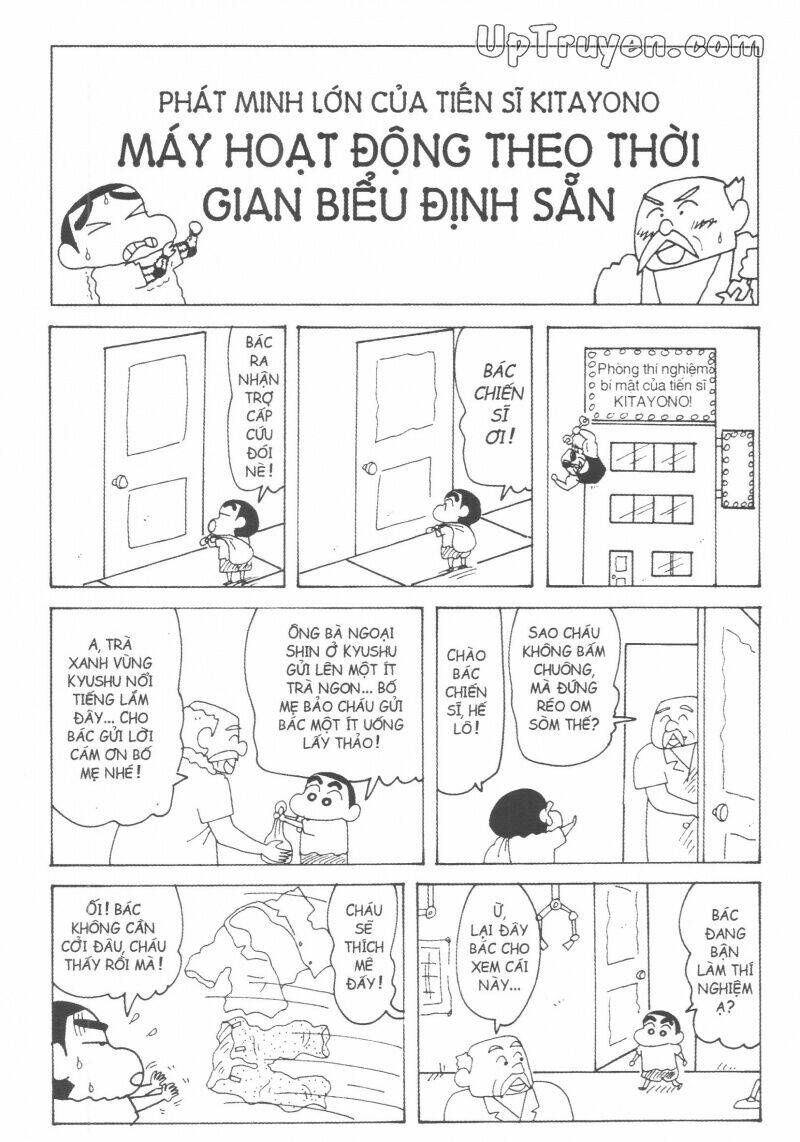 UpTruyen.com
PHÁT MINH LỚN CỦA TIẾN SĨ KITAYONO
MÁY HOẠT ĐỘNG THEO THỜI
GIAN BIỂU ĐỊNH SẴN
Phòng thí nghiệm
bí mật của tiến sĩ
KITAYONO!
BÁC
CHIẾN
SĨ
ƠI!
BÁC
RA
NHẬN
TRỢ
CẤP
CỨU
ĐÓI
NÈ!
SAO CHÁU
KHÔNG BẤM
CHUÔNG,
MÀ ĐỨNG
RÉO OM
SÒM THẾ?
CHÀO
BÁC
CHIẾN
SĨ, HẾ
LÔ!
ÔNG BÀ NGOẠI
SHIN Ở KYUSHU
GỬI LÊN MỘT ÍT
TRÀ NGON... BỐ
MẸ BẢO CHÁU GỬI
BÁC MỘT ÍT UỐNG
LẤY THẢO!
A, TRÀ
XANH VÙNG
KYUSHU NỔI
TIẾNG LẮM
ĐÂY... CHO
BÁC GỬI LỜI
CÁM ƠN BỐ
MẸ NHÉ!
BÁC
ĐANG
BẬN
LÀM THÍ
NGHIỆM
Ạ?
Ừ,
LẠI ĐÂY
BÁC CHO
XEM CÁI
NÀY...
CHÁU
SẼ
THÍCH
MÊ
ĐẤY!
ỐI! BÁC
KHÔNG CẦN
CỞI ĐÂU, CHÁU
THẤY RỒI MÀ!